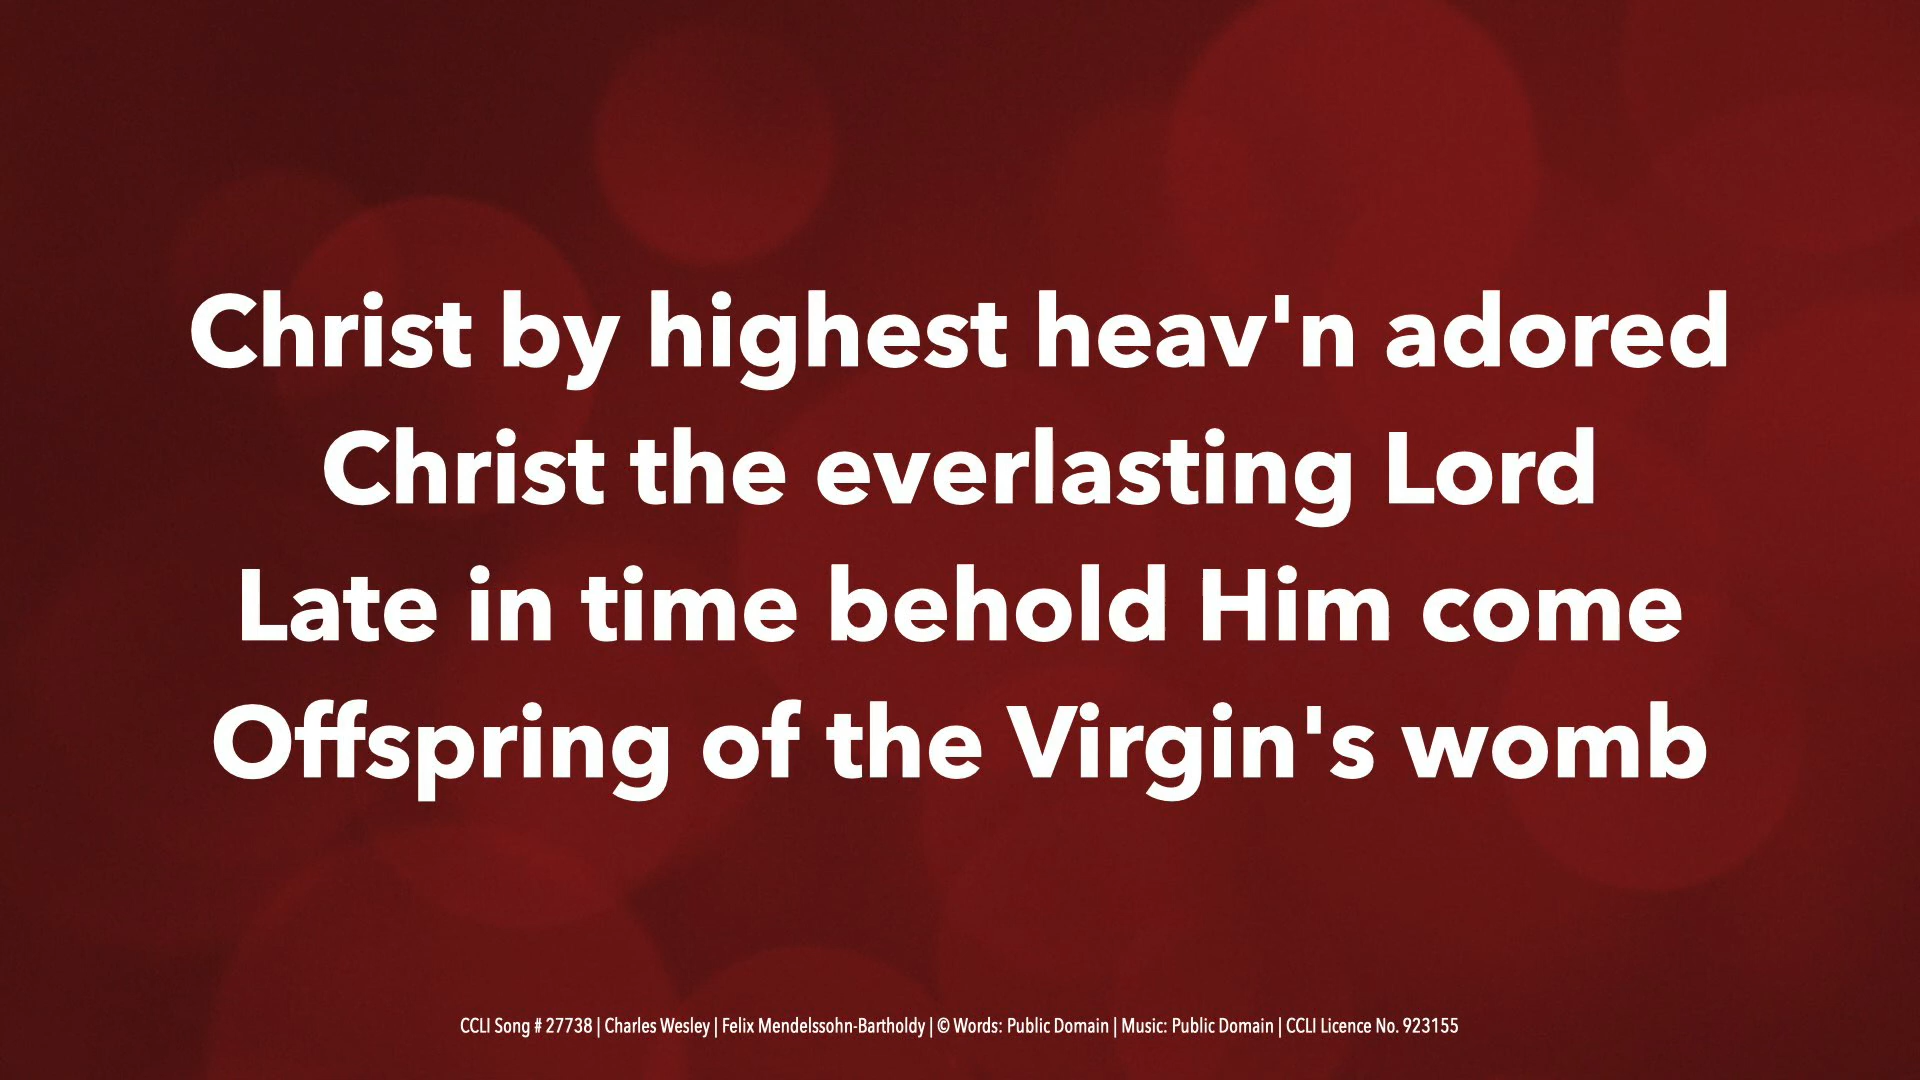 Christ by highest heav'n adored
Christ the everlasting Lord
Late in time behold Him come
Offspring of the Virgin's womb
CCLI Song # 27738 | Charles Wesley | Felix Mendelssohn-Bartholdy | © Words: Public Domain | Music: Public Domain | CCLI Licence No. 923155